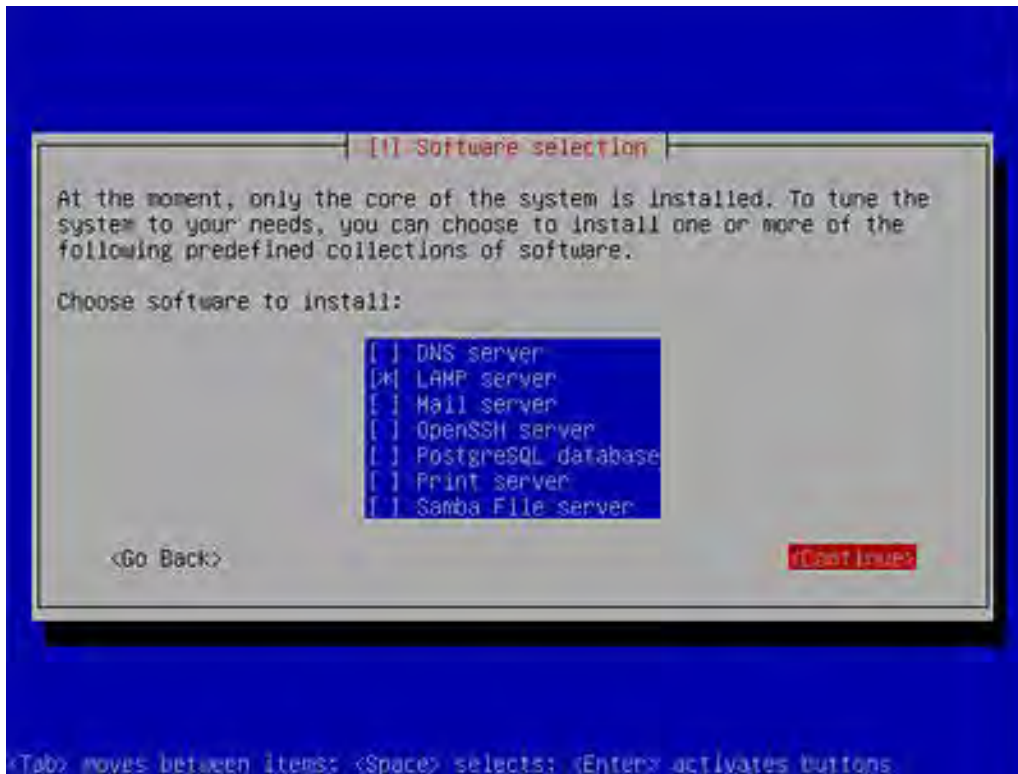 [!] Software selection
At the moment, only the core of the system is installed. To tune the
system to your needs, you can choose to install one or more of the
following predefined collections of software.
Choose software to install:
[ ] DNS server
[*] LAMP server
[ ] Mail server
[ ] OpenSSH server
[ ] PostgreSQL database
[ ] Print server
[ ] Samba File server
<Go Back> <Continue>
<Tab> moves between items; <Space> selects; <Enter> activates buttons